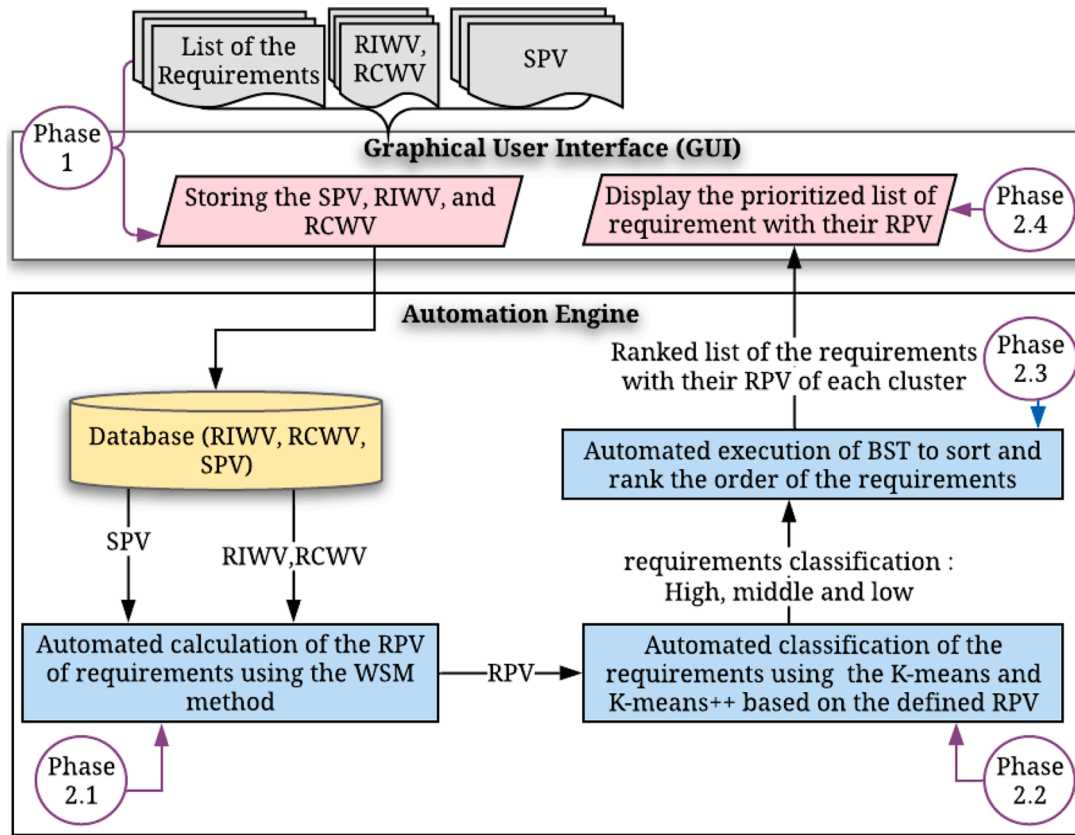 List of the
Requirements
RIWV,
RCWV
SPV
Phase
1
Graphical User Interface (GUI)
Storing the SPV, RIWV, and
RCWV
Display the prioritized list of
requirement with their RPV
Phase
2.4
Automation Engine
Ranked list of the requirements
with their RPV of each cluster
Phase
2.3
Database (RIWV, RCWV,
SPV)
Automated execution of BST to sort and
rank the order of the requirements
SPV
RIWV,RCWV
requirements classification :
High, middle and low
Automated calculation of the RPV
of requirements using the WSM
method
RPV
Automated classification of the
requirements using the K-means and
K-means++ based on the defined RPV
Phase
2.1
Phase
2.2